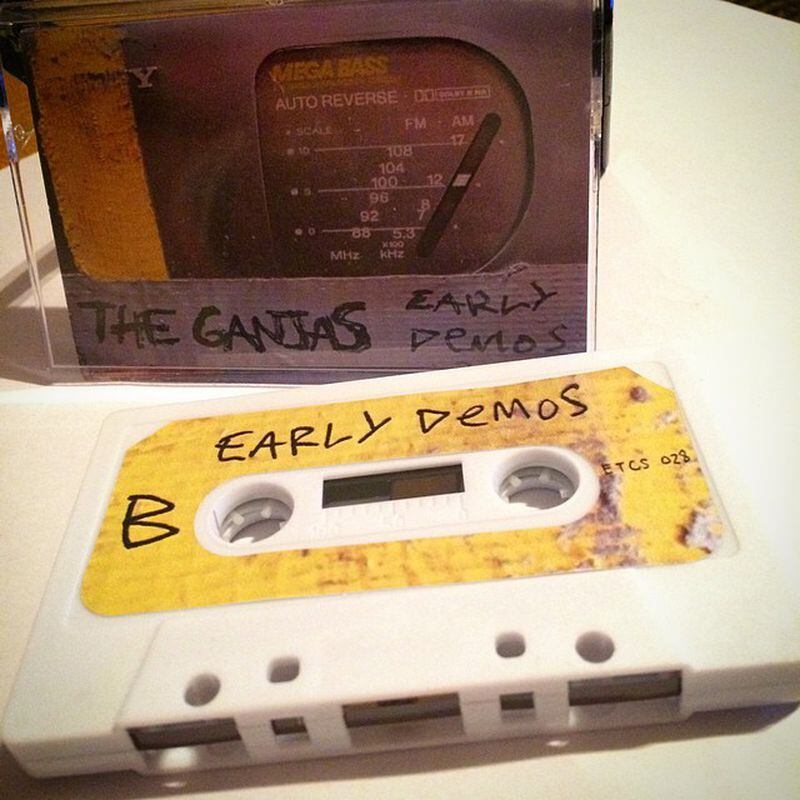 Y
MEGA BASS
AUTO REVERSE DOLBY B NR
SCALE FM AM
17
10 108
104
5 100 12
96 8
92 7
0 88 5.3
x100
MHz kHz
THE GANJAS EARLY
DEMOS
EARLY DEMOS
ETCS 028
B